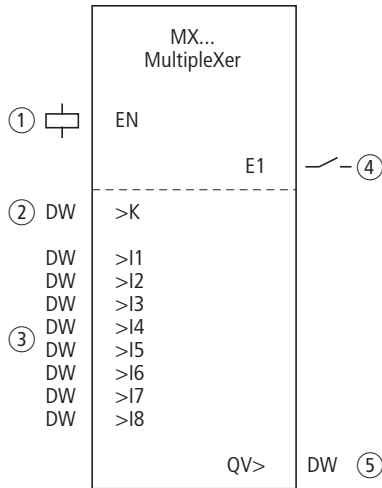 MX...
MultipleXer
1 EN
E1 4
2 DW >K
DW >I1
DW >I2
DW >I3
3 DW >I4
DW >I5
DW >I6
DW >I7
DW >I8
QV> DW 5